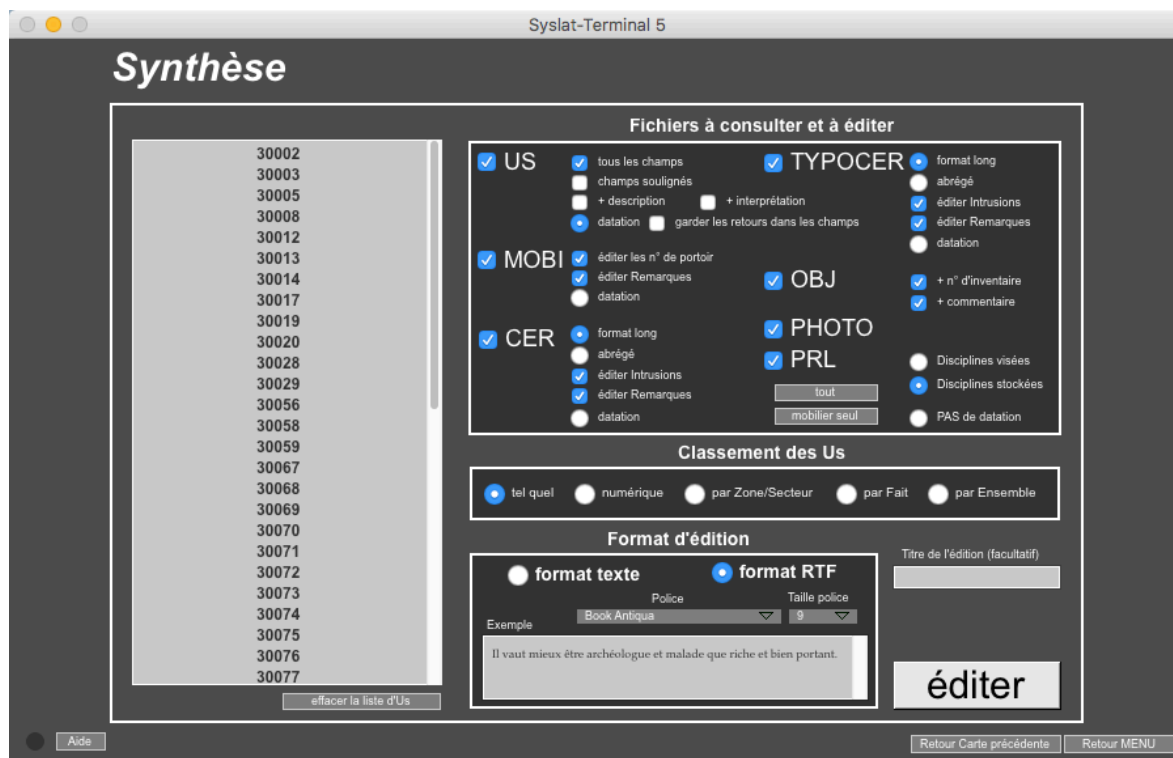 Syslat-Terminal 5
Synthèse
30002
30003
30005
30008
30012
30013
30014
30017
30019
30020
30028
30029
30056
30058
30059
30067
30068
30069
30070
30071
30072
30073
30074
30075
30076
30077
effacer la liste d'Us
Fichiers à consulter et à éditer
US
tous les champs
champs soulignés
+ description
+ interprétation
datation
garder les retours dans les champs
MOBI
éditer les n° de portoir
éditer Remarques
datation
CER
format long
abrégé
éditer Intrusions
éditer Remarques
datation
TYPOCER
format long
abrégé
éditer Intrusions
éditer Remarques
datation
OBJ
+ n° d'inventaire
+ commentaire
PHOTO
PRL
Disciplines visées
Disciplines stockées
PAS de datation
tout
mobilier seul
Classement des Us
tel quel
numérique
par Zone/Secteur
par Fait
par Ensemble
Format d'édition
format texte
format RTF
Police
Taille police
Book Antiqua
9
Exemple
Il vaut mieux être archéologue et malade que riche et bien portant.
Titre de l'édition (facultatif)
éditer
Aide
Retour Carte précédente
Retour MENU